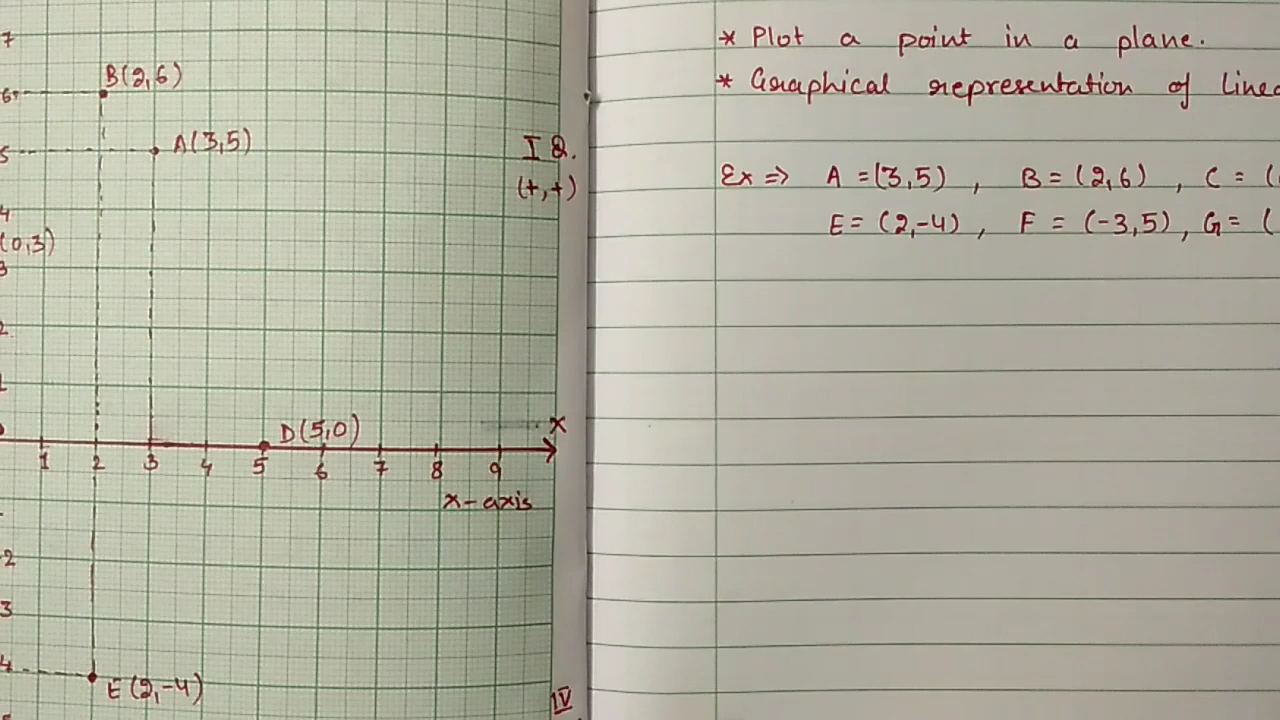 7
B(2,6)
6
A(3,5)
5
I Q.
(+,+)
4
(0,3)
3
2
1
D(5,0)
X
1 2 3 4 5 6 7 8 9
x-axis
-2
3
4
E(2,-4)
IV
* Plot a point in a plane.
* Graphical representation of
Ex ⇒ A = (3,5) , B = (2,6) , C = (
E = (2,-4) , F = (-3,5), G = (